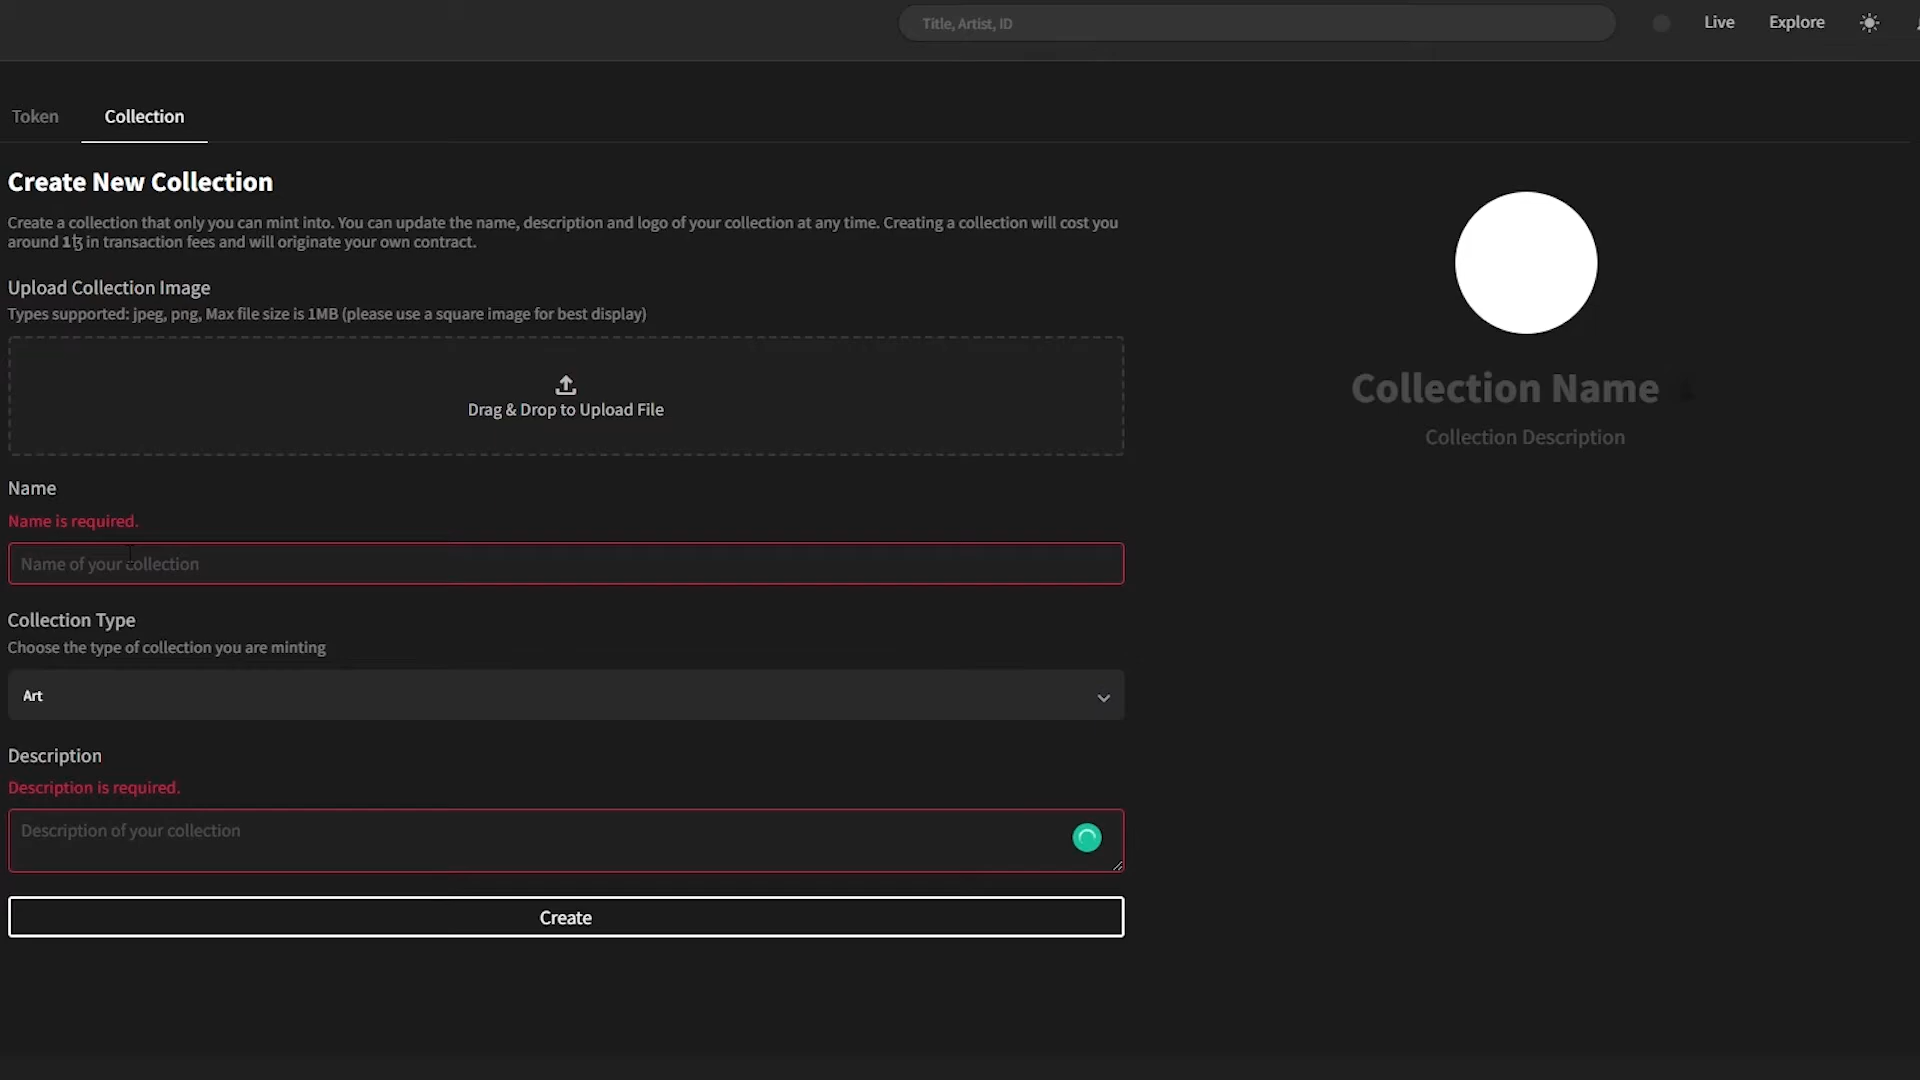 Title, Artist, ID
Live
Explore
Token
Collection
Create New Collection
Create a collection that only you can mint into. You can update the name, description and logo of your collection at any time. Creating a collection will cost you
around 1ꜩ in transaction fees and will originate your own contract.
Upload Collection Image
Types supported: jpeg, png, Max file size is 1MB (please use a square image for best display)
Drag & Drop to Upload File
Name
Name is required.
Name of your collection
Collection Type
Choose the type of collection you are minting
Art
Description
Description is required.
Description of your collection
Create
Collection Name
Collection Description